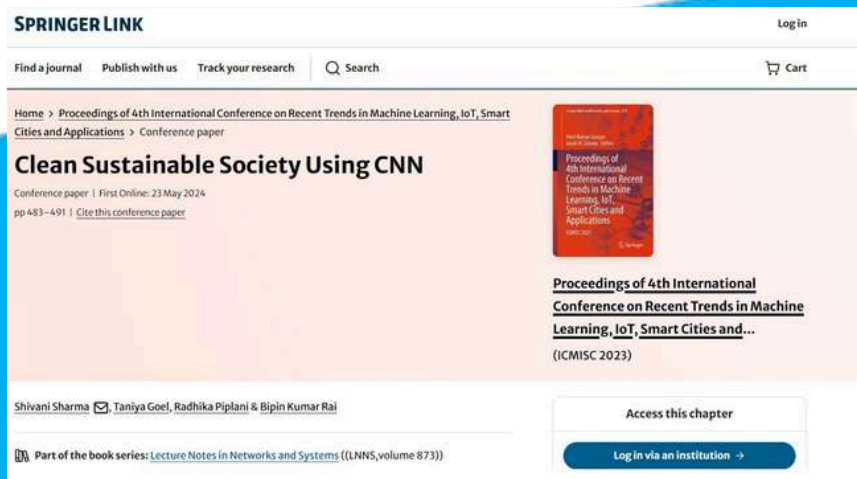 SPRINGER LINK
Log in
Find a journal Publish with us Track your research Search
Cart
Home > Proceedings of 4th International Conference on Recent Trends in Machine Learning, IoT, Smart
Cities and Applications > Conference paper
Clean Sustainable Society Using CNN
Conference paper | First Online: 23 May 2024
pp 483–491 | Cite this conference paper
Proceedings of
4th International
Conference on Recent
Trends in Machine
Learning, IoT,
Smart Cities and
Applications
Springer
Proceedings of 4th International
Conference on Recent Trends in Machine
Learning, IoT, Smart Cities and...
(ICMISC 2023)
Shivani Sharma, Taniya Goel, Radhika Piplani & Bipin Kumar Rai
Part of the book series: Lecture Notes in Networks and Systems ((LNNS,volume 873))
Access this chapter
Log in via an institution →